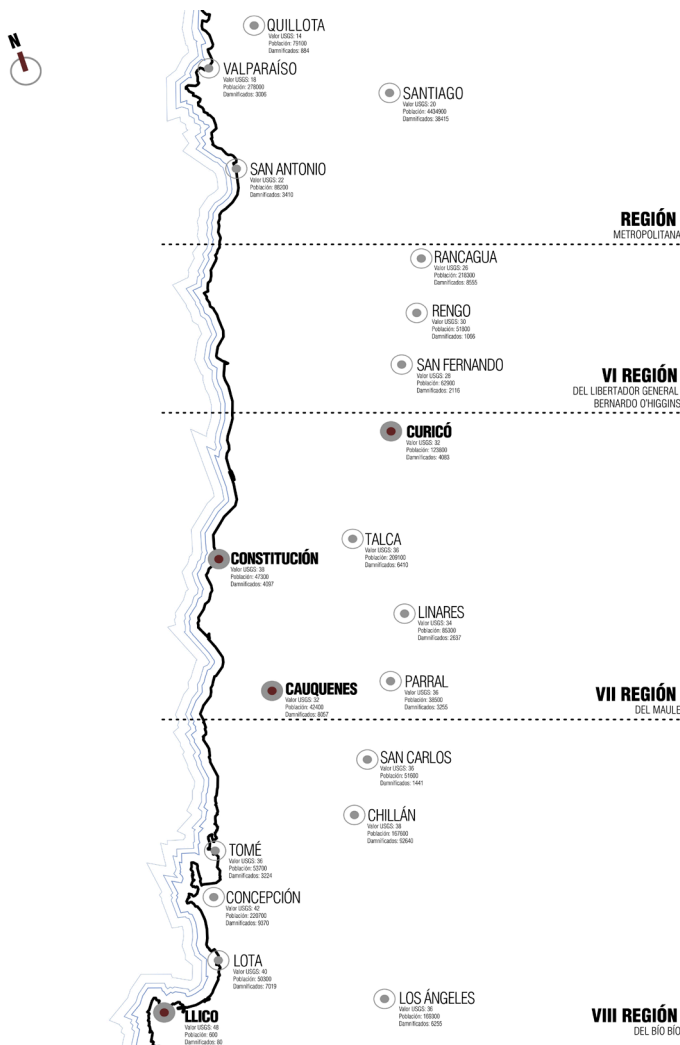 N
QUILLOTA
Valor USGS: 14
Población: 79100
Damnificados: 884
VALPARAÍSO
Valor USGS: 18
Población: 278000
Damnificados: 3006
SANTIAGO
Valor USGS: 20
Población: 4434900
Damnificados: 38415
SAN ANTONIO
Valor USGS: 22
Población: 88200
Damnificados: 3410
REGIÓN
METROPOLITANA
RANCAGUA
Valor USGS: 26
Población: 218300
Damnificados: 8555
RENGO
Valor USGS: 30
Población: 51800
Damnificados: 1066
SAN FERNANDO
Valor USGS: 28
Población: 62900
Damnificados: 2116
VI REGIÓN
DEL LIBERTADOR GENERAL
BERNARDO O'HIGGINS
CURICÓ
Valor USGS: 32
Población: 123800
Damnificados: 4083
TALCA
Valor USGS: 36
Población: 209100
Damnificados: 6410
CONSTITUCIÓN
Valor USGS: 38
Población: 47300
Damnificados: 4097
LINARES
Valor USGS: 34
Población: 85300
Damnificados: 2637
PARRAL
Valor USGS: 36
Población: 38500
Damnificados: 3255
CAUQUENES
Valor USGS: 32
Población: 42400
Damnificados: 8057
VII REGIÓN
DEL MAULE
SAN CARLOS
Valor USGS: 36
Población: 51600
Damnificados: 1441
CHILLÁN
Valor USGS: 38
Población: 167600
Damnificados: 92640
TOMÉ
Valor USGS: 36
Población: 53700
Damnificados: 3224
CONCEPCIÓN
Valor USGS: 42
Población: 220700
Damnificados: 9370
LOTA
Valor USGS: 40
Población: 50300
Damnificados: 7019
LOS ÁNGELES
Valor USGS: 36
Población: 169300
Damnificados: 6255
LLICO
Valor USGS: 48
Población: 600
Damnificados: 80
VIII REGIÓN
DEL BÍO BÍO